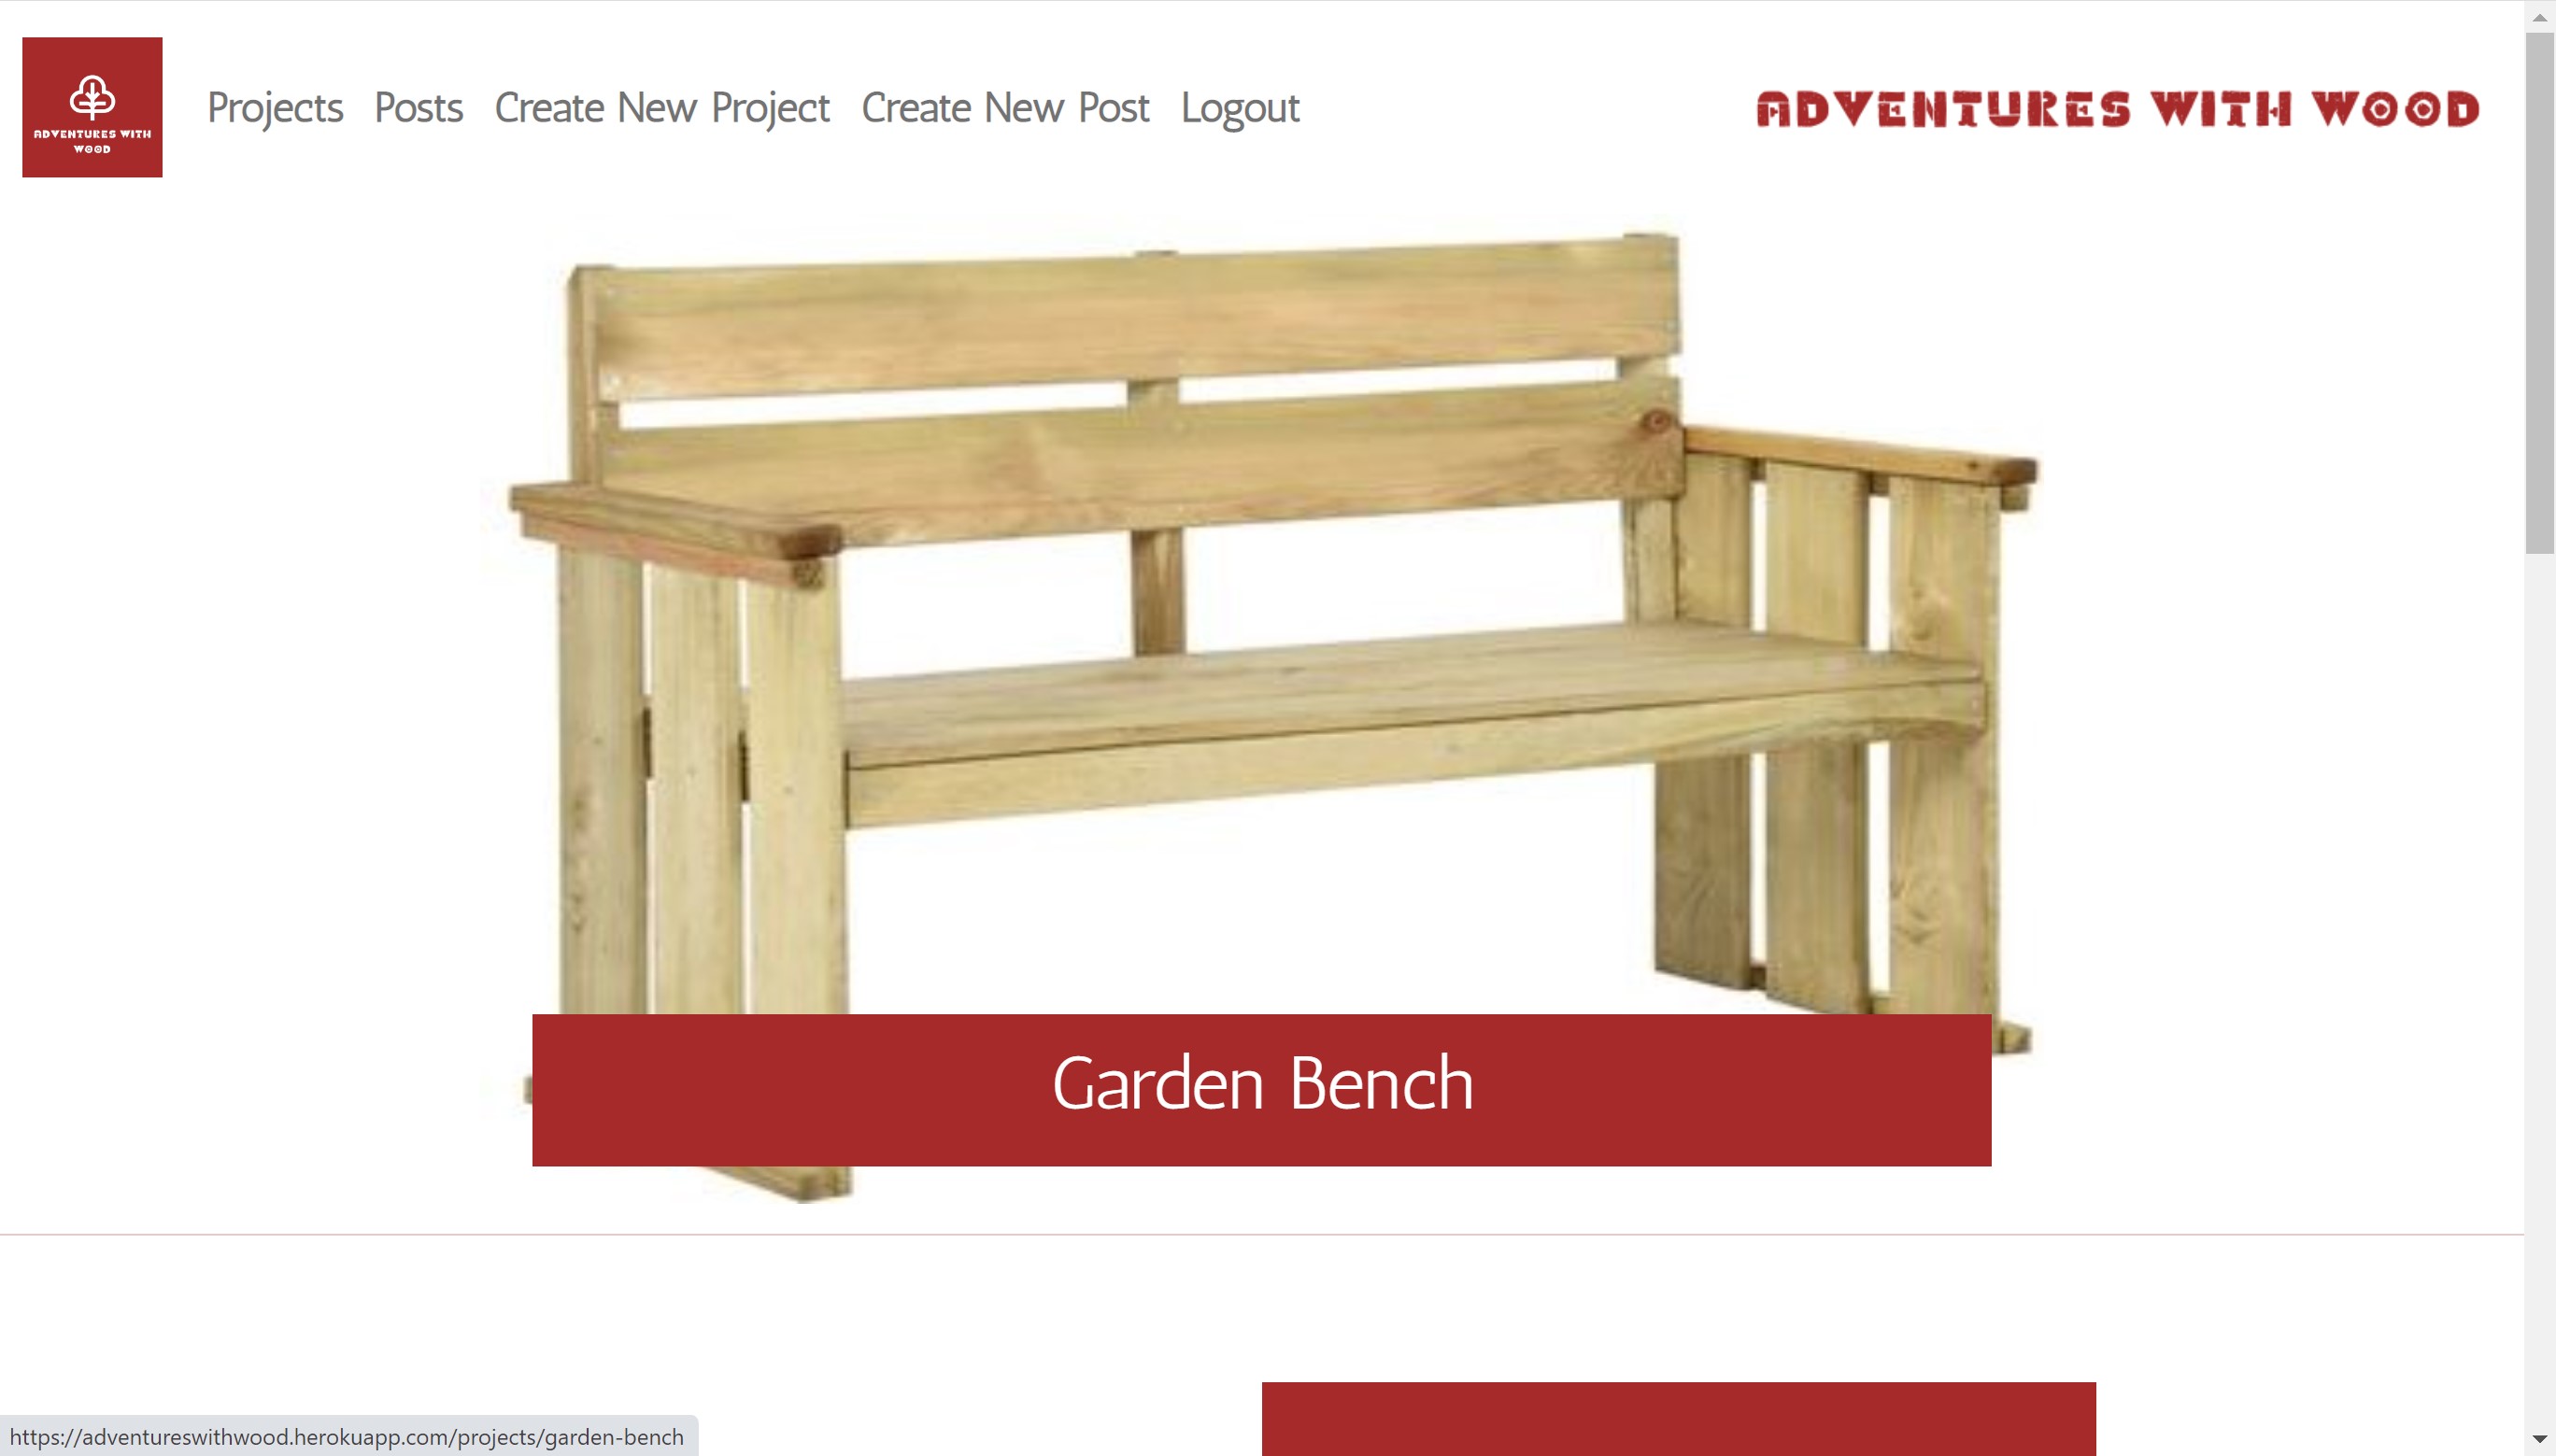 ADVENTURES WITH
WOOD
Projects Posts Create New Project Create New Post Logout
ADVENTURES WITH WOOD
Garden Bench
https://adventureswithwood.herokuapp.com/projects/garden-bench